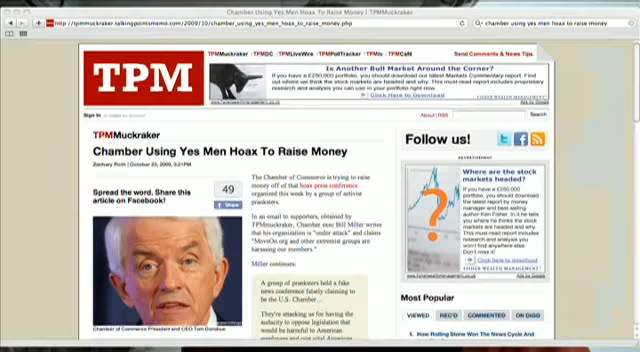 Chamber Using Yes Men Hoax To Raise Money | TPMMuckraker
http://tpmmuckraker.talkingpointsmemo.com/2009/10/chamber_using_yes_men_hoax_to_raise_money.php
chamber using yes men hoax to raise money
TPM
TPMMuckraker TPMDC TPMLiveWire TPMPollTracker TPMtv TPMCafé
Send Comments & News Tips
Is Another Bull Market Around the Corner?
If you have a £250,000 portfolio, you should download our latest Markets Commentary report. Find
out where we think the stock markets are headed and why. This must-read report includes proprietary
research and analysis you can use in your portfolio right now
Click Here to Download
FISHER WEALTH MANAGEMENT
Ads by Google
Sign In
About | RSS
Search
TPMMuckraker
Chamber Using Yes Men Hoax To Raise Money
Zachary Roth | October 23, 2009, 3:21PM
Spread the word. Share this
article on Facebook!
49
Share
The Chamber of Commerce is trying to raise
money off of that hoax press conference
organized this week by a group of activist
pranksters.
In an email to supporters, obtained by
TPMmuckraker, Chamber exec Bill Miller writes
that his organization is "under attack" and claims
"MoveOn.org and other extremist groups are
harassing our members."
Miller continues:
A group of pranksters held a fake
news conference falsely claiming to
be the U.S. Chamber...
They're attacking us for having the
audacity to oppose legislation that
would be harmful to American
Chamber of Commerce President and CEO Tom Donohue
Follow us!
ADVERTISEMENT
Where are the stock
markets headed?
If you have a £250,000
portfolio, you should
download the latest
report by money
manager and best-selling
author Ken Fisher. In it he tells
you where he thinks the stock
markets are headed and why.
This must-read report includes
research and analysis you
can use in your portfolio now.
Don't miss it!
Click Here to Download
FISHER WEALTH MANAGEMENT
Ads by Google
Most Popular
VIEWED REC'D COMMENTED ON DIGG
1. How Rolling Stone Won The News Cycle And